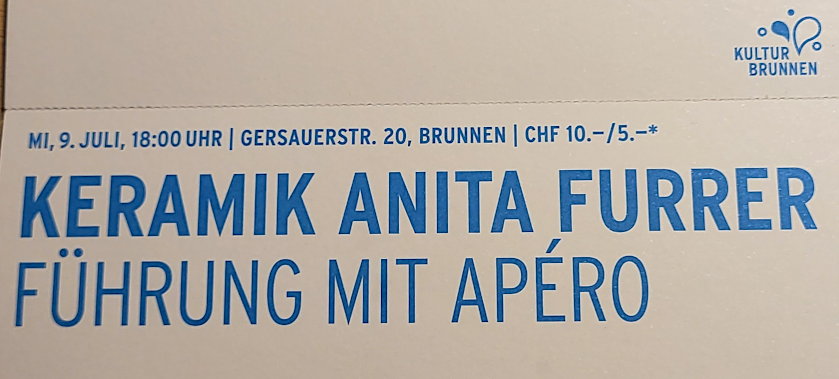 KULTUR
BRUNNEN
MI, 9. JULI, 18:00 UHR | GERSAUERSTR. 20, BRUNNEN | CHF 10.–/5.–*
KERAMIK ANITA FURRER
FÜHRUNG MIT APÉRO